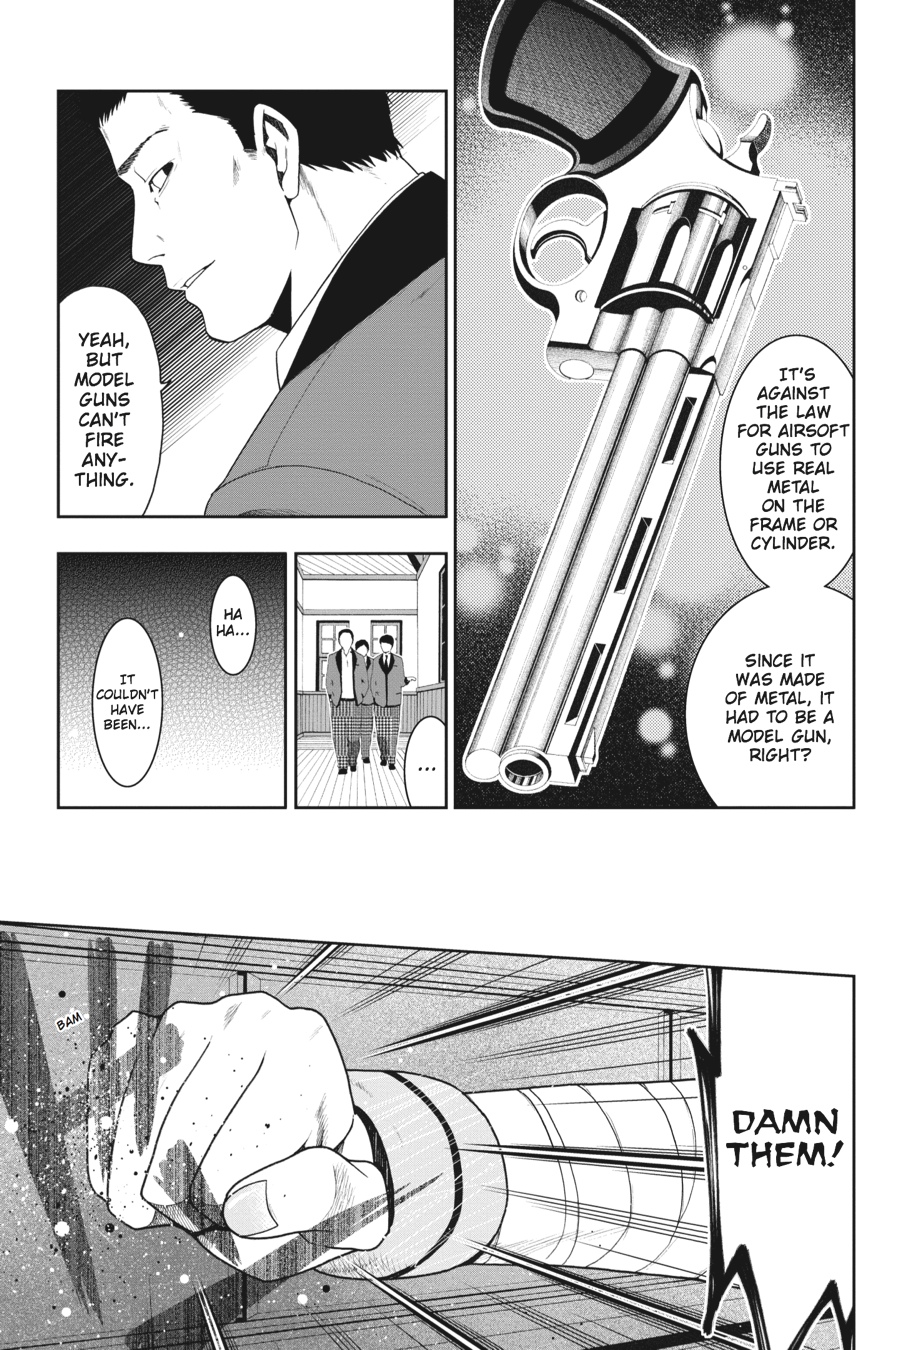 IT'S
AGAINST
THE LAW
FOR AIRSOFT
GUNS TO
USE REAL
METAL
ON THE
FRAME OR
CYLINDER.
SINCE IT
WAS MADE
OF METAL, IT
HAD TO BE A
MODEL GUN,
RIGHT?
YEAH,
BUT
MODEL
GUNS
CAN'T
FIRE
ANY-
THING.
...
HA
HA...
IT
COULDN'T
HAVE
BEEN...
DAMN
THEM!
BAM